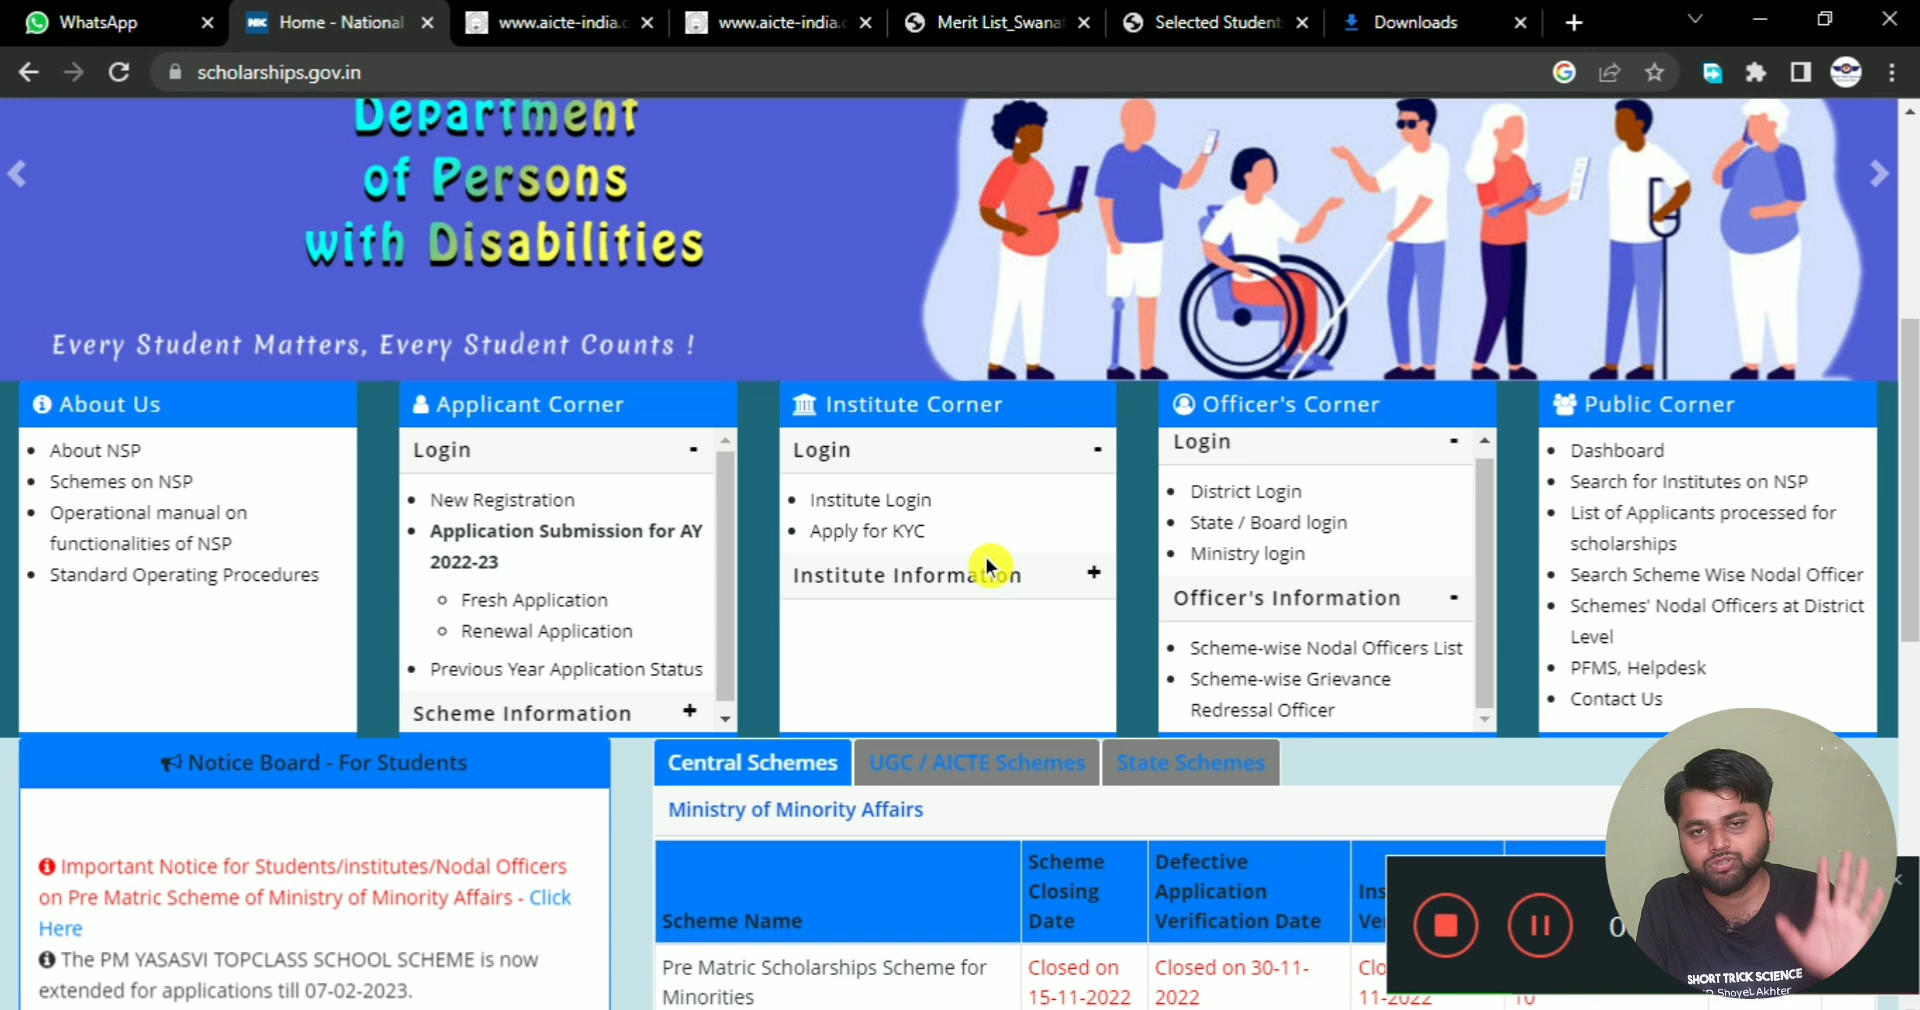 WhatsApp
Home - National
www.aicte-india.
www.aicte-india.
Merit List_Swana
Selected Student
Downloads
scholarships.gov.in
Department
of Persons
with Disabilities
Every Student Matters, Every Student Counts !
About Us
About NSP
Schemes on NSP
Operational manual on
functionalities of NSP
Standard Operating Procedures
Applicant Corner
Login -
New Registration
Application Submission for AY
2022-23
Fresh Application
Renewal Application
Previous Year Application Status
Scheme Information +
Institute Corner
Login -
Institute Login
Apply for KYC
Institute Information +
Officer's Corner
Login -
District Login
State / Board login
Ministry login
Officer's Information -
Scheme-wise Nodal Officers List
Scheme-wise Grievance
Redressal Officer
Public Corner
Dashboard
Search for Institutes on NSP
List of Applicants processed for
scholarships
Search Scheme Wise Nodal Officer
Schemes' Nodal Officers at District
Level
PFMS, Helpdesk
Contact Us
Notice Board - For Students
Important Notice for Students/institutes/Nodal Officers
on Pre Matric Scheme of Ministry of Minority Affairs - Click
Here
The PM YASASVI TOPCLASS SCHOOL SCHEME is now
extended for applications till 07-02-2023.
Central Schemes
UGC / AICTE Schemes
State Schemes
Ministry of Minority Affairs
Scheme Name
Scheme
Closing
Date
Defective
Application
Verification Date
Pre Matric Scholarships Scheme for
Minorities
Closed on
15-11-2022
Closed on 30-11-
2022
Clo
11-2022
10
0
SHORT TRICK SCIENCE
Shoyel Akhter